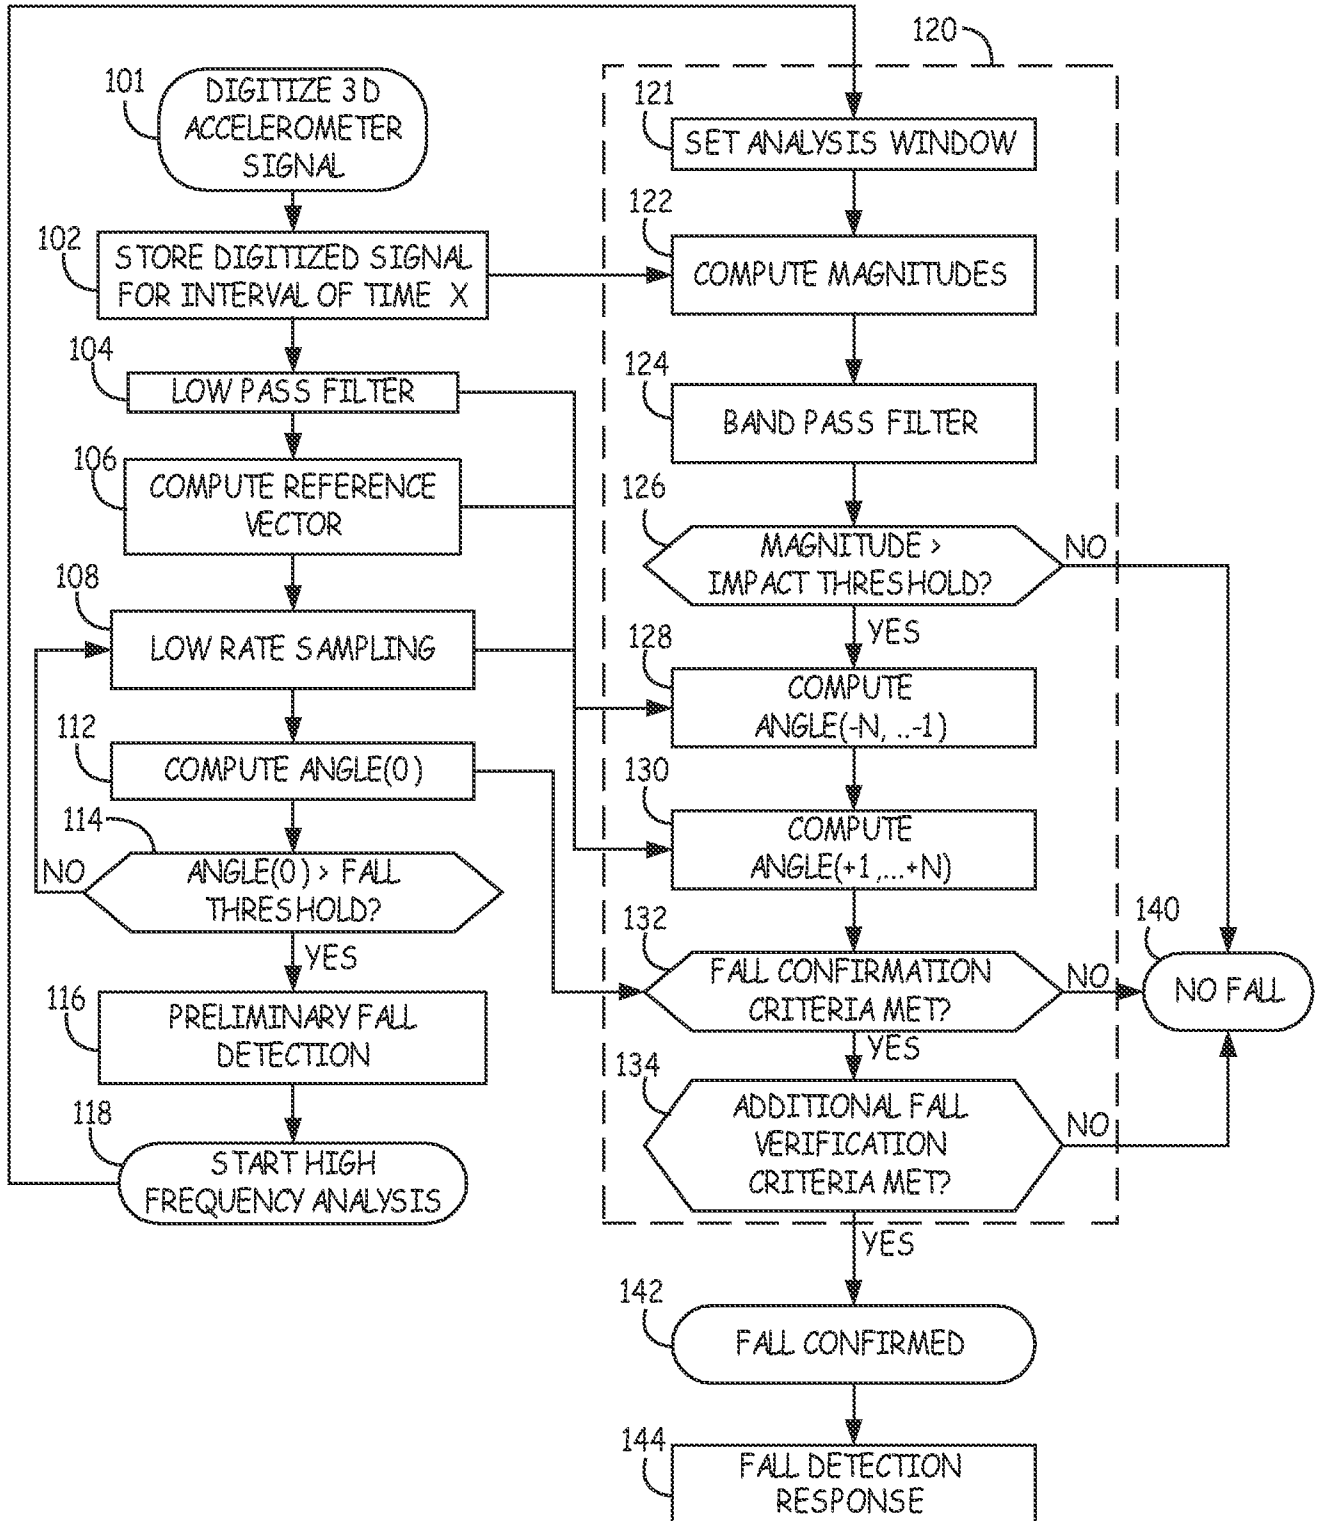 120
101
DIGITIZE 3D
ACCELEROMETER
SIGNAL
102
STORE DIGITIZED SIGNAL
FOR INTERVAL OF TIME X
104
LOW PASS FILTER
106
COMPUTE REFERENCE
VECTOR
108
LOW RATE SAMPLING
112
COMPUTE ANGLE(0)
114
ANGLE(0) > FALL
THRESHOLD?
NO
YES
116
PRELIMINARY FALL
DETECTION
118
START HIGH
FREQUENCY ANALYSIS
121
SET ANALYSIS WINDOW
122
COMPUTE MAGNITUDES
124
BAND PASS FILTER
126
MAGNITUDE >
IMPACT THRESHOLD?
NO
YES
128
COMPUTE
ANGLE(-N, ..-1)
130
COMPUTE
ANGLE(+1,...+N)
132
FALL CONFIRMATION
CRITERIA MET?
NO
YES
140
NO FALL
134
ADDITIONAL FALL
VERIFICATION
CRITERIA MET?
NO
YES
142
FALL CONFIRMED
144
FALL DETECTION
RESPONSE